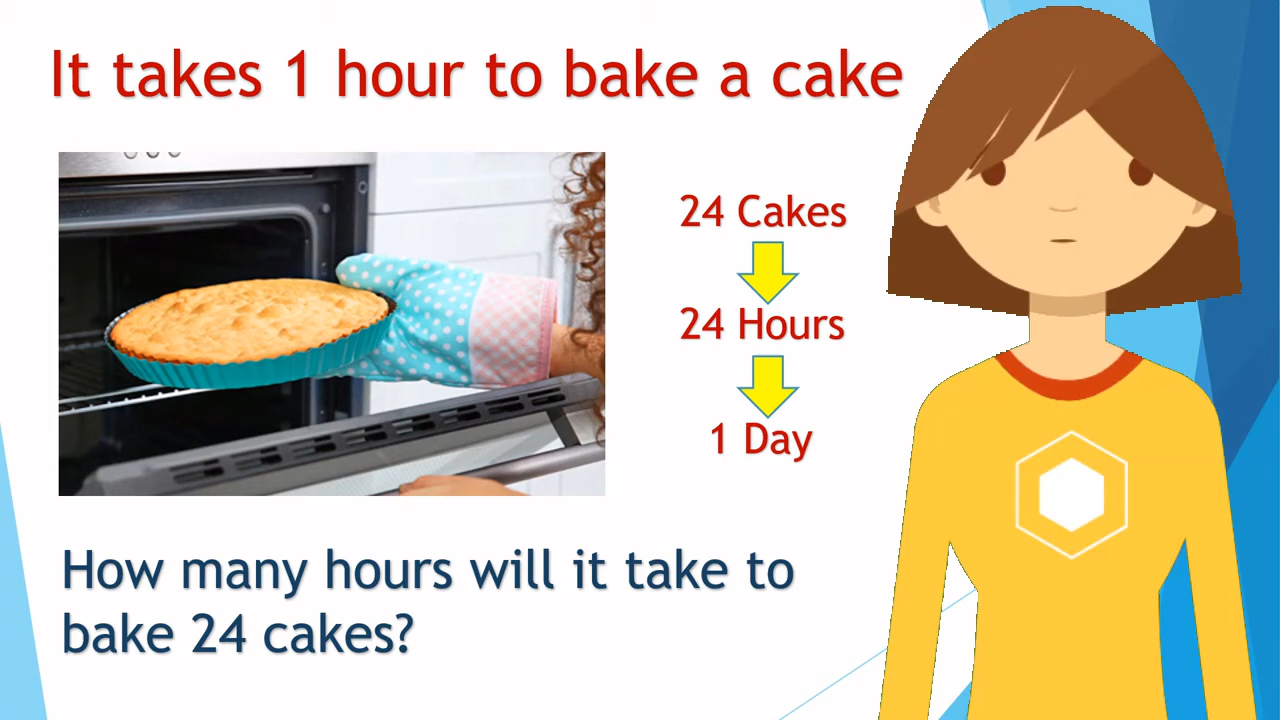 It takes 1 hour to bake a cake
24 Cakes
24 Hours
1 Day
How many hours will it take to
bake 24 cakes?